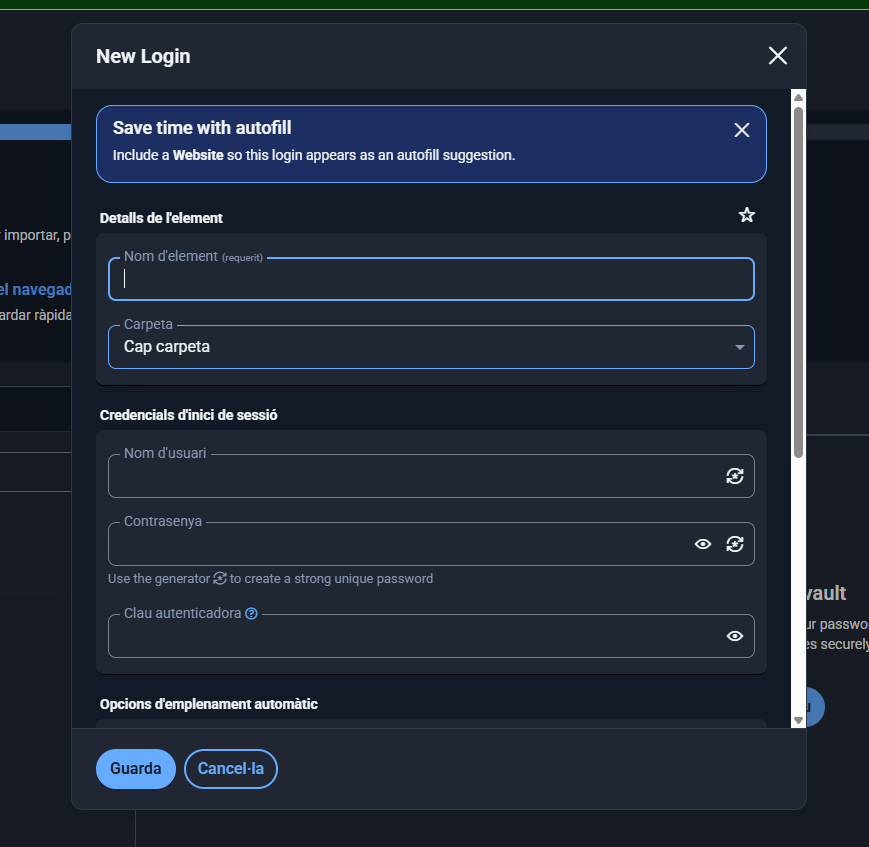 New Login
Save time with autofill
Include a Website so this login appears as an autofill suggestion.
importar, p
el navegad
ardar ràpida
Detalls de l'element
Nom d'element (requerit)
Carpeta
Cap carpeta
Credencials d'inici de sessió
Nom d'usuari
Contrasenya
Use the generator to create a strong unique password
Clau autenticadora
vault
ur passwo
es securely
Opcions d'emplenament automàtic
Guarda
Cancel·la